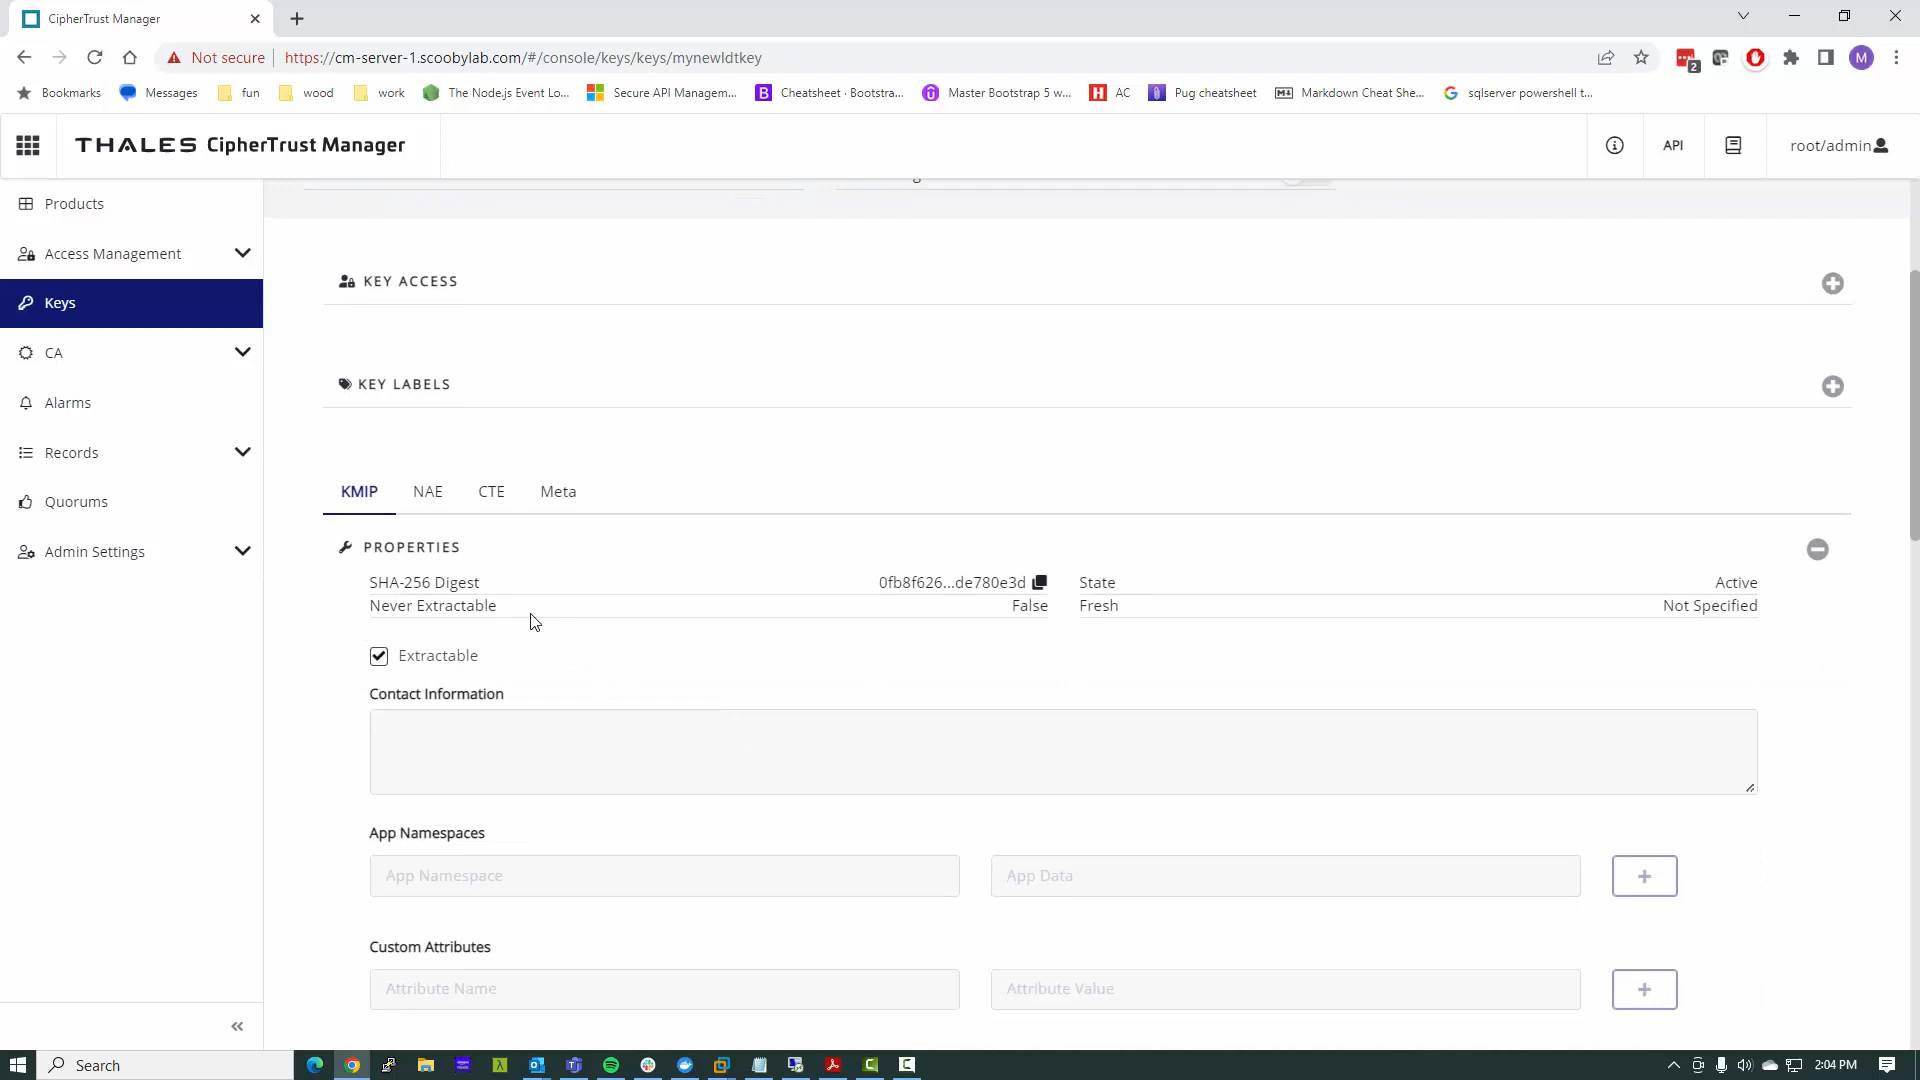 CipherTrust Manager
Not secure
https://cm-server-1.scoobylab.com/#/console/keys/keys/mynewldtkey
2
M
Bookmarks
Messages
fun
wood
work
The Node.js Event Lo...
Secure API Managem...
B
Cheatsheet · Bootstra...
Master Bootstrap 5 w...
H
AC
Pug cheatsheet
Markdown Cheat She...
sqlserver powershell t...
THALES CipherTrust Manager
API
root/admin
Products
Access Management
Keys
CA
Alarms
Records
Quorums
Admin Settings
KEY ACCESS
KEY LABELS
KMIP
NAE
CTE
Meta
PROPERTIES
SHA-256 Digest
0fb8f626...de780e3d
State
Active
Never Extractable
False
Fresh
Not Specified
Extractable
Contact Information
App Namespaces
App Namespace
App Data
+
Custom Attributes
Attribute Name
Attribute Value
+
Search
2:04 PM